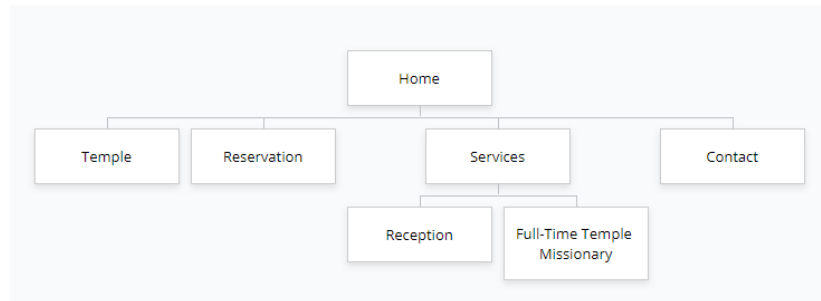 Home
Temple
Reservation
Services
Contact
Reception
Full-Time Temple
Missionary